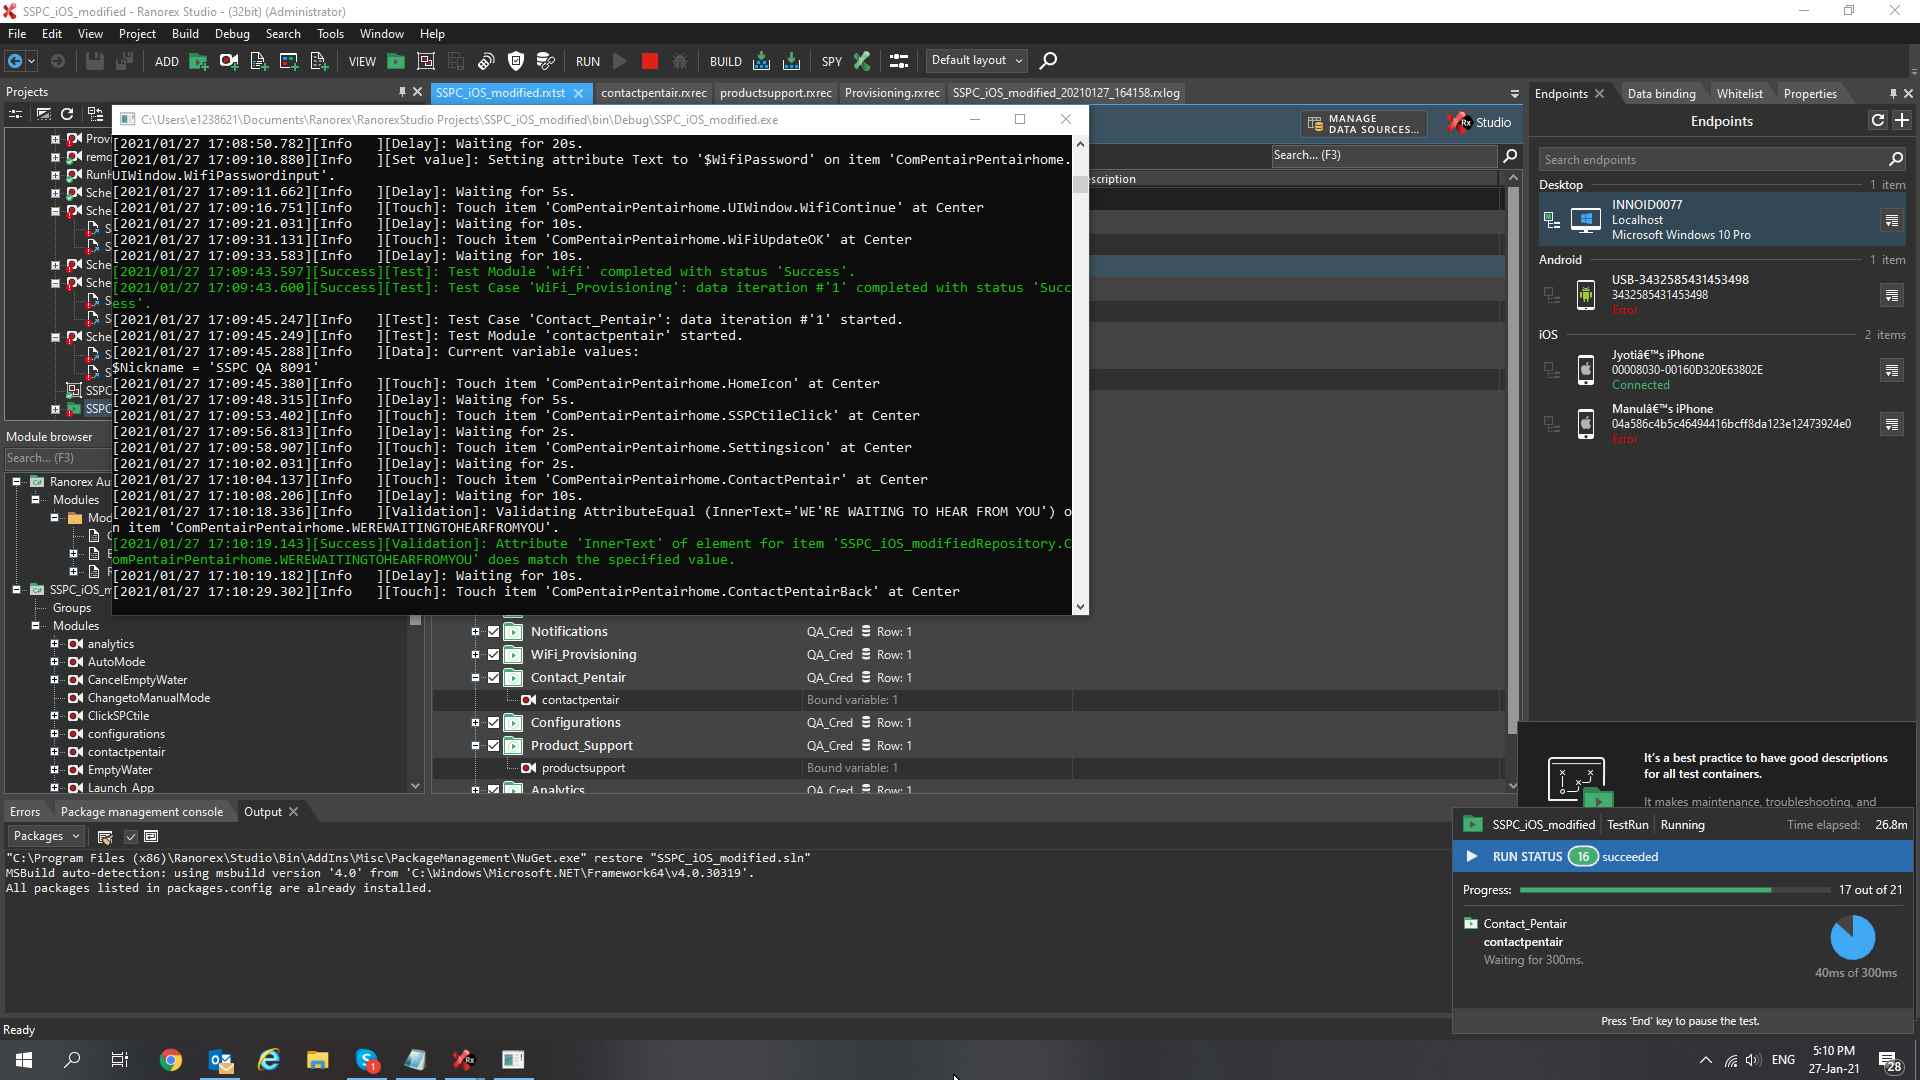 SSPC_iOS_modified - Ranorex Studio - (32bit) (Administrator)
File Edit View Project Build Debug Search Tools Window Help
ADD VIEW RUN BUILD SPY Default layout
Projects
SSPC_iOS_modified.rxtst contactpentair.rxrec productsupport.rxrec Provisioning.rxrec SSPC_iOS_modified_20210127_164158.rxlog
Endpoints Data binding Whitelist Properties
C:\Users\e1238621\Documents\Ranorex\RanorexStudio Projects\SSPC_iOS_modified\bin\Debug\SSPC_iOS_modified.exe
MANAGE
DATA SOURCES...
Rx Studio
Search... (F3)
scription
Provi
remo
RunH
Sche
Sche
S
S
Sche
Sche
S
S
Sche
S
S
SSPC
SSPC
[2021/01/27 17:08:50.782][Info ][Delay]: Waiting for 20s.
[2021/01/27 17:09:10.880][Info ][Set value]: Setting attribute Text to '$WifiPassword' on item 'ComPentairPentairhome.
UIWindow.WifiPasswordinput'.
[2021/01/27 17:09:11.662][Info ][Delay]: Waiting for 5s.
[2021/01/27 17:09:16.751][Info ][Touch]: Touch item 'ComPentairPentairhome.UIWindow.WifiContinue' at Center
[2021/01/27 17:09:21.031][Info ][Delay]: Waiting for 10s.
[2021/01/27 17:09:31.131][Info ][Touch]: Touch item 'ComPentairPentairhome.WiFiUpdateOK' at Center
[2021/01/27 17:09:33.583][Info ][Delay]: Waiting for 10s.
[2021/01/27 17:09:43.597][Success][Test]: Test Module 'wifi' completed with status 'Success'.
[2021/01/27 17:09:43.600][Success][Test]: Test Case 'WiFi_Provisioning': data iteration #'1' completed with status 'Succ
ess'.
[2021/01/27 17:09:45.247][Info ][Test]: Test Case 'Contact_Pentair': data iteration #'1' started.
[2021/01/27 17:09:45.249][Info ][Test]: Test Module 'contactpentair' started.
[2021/01/27 17:09:45.288][Info ][Data]: Current variable values:
$Nickname = 'SSPC QA 8091'
[2021/01/27 17:09:45.380][Info ][Touch]: Touch item 'ComPentairPentairhome.HomeIcon' at Center
[2021/01/27 17:09:48.315][Info ][Delay]: Waiting for 5s.
[2021/01/27 17:09:53.402][Info ][Touch]: Touch item 'ComPentairPentairhome.SSPCtileClick' at Center
[2021/01/27 17:09:56.813][Info ][Delay]: Waiting for 2s.
[2021/01/27 17:09:58.907][Info ][Touch]: Touch item 'ComPentairPentairhome.Settingsicon' at Center
[2021/01/27 17:10:02.031][Info ][Delay]: Waiting for 2s.
[2021/01/27 17:10:04.137][Info ][Touch]: Touch item 'ComPentairPentairhome.ContactPentair' at Center
[2021/01/27 17:10:08.206][Info ][Delay]: Waiting for 10s.
[2021/01/27 17:10:18.336][Info ][Validation]: Validating AttributeEqual (InnerText='WE'RE WAITING TO HEAR FROM YOU') o
n item 'ComPentairPentairhome.WEREWAITINGTOHEARFROMYOU'.
[2021/01/27 17:10:19.143][Success][Validation]: Attribute 'InnerText' of element for item 'SSPC_iOS_modifiedRepository.C
omPentairPentairhome.WEREWAITINGTOHEARFROMYOU' does match the specified value.
[2021/01/27 17:10:19.182][Info ][Delay]: Waiting for 10s.
[2021/01/27 17:10:29.302][Info ][Touch]: Touch item 'ComPentairPentairhome.ContactPentairBack' at Center
Module browser
Search... (F3)
Ranorex Au
Modules
Mod
SSPC_iOS_m
Groups
Modules
analytics
AutoMode
CancelEmptyWater
ChangetoManualMode
ClickSPCtile
configurations
contactpentair
EmptyWater
Launch_App
Notifications QA_Cred Row: 1
WiFi_Provisioning QA_Cred Row: 1
Contact_Pentair QA_Cred Row: 1
contactpentair Bound variable: 1
Configurations QA_Cred Row: 1
Product_Support QA_Cred Row: 1
productsupport Bound variable: 1
Analytics QA_Cred Row: 1
Endpoints
Search endpoints
Desktop 1 item
INNOID0077
Localhost
Microsoft Windows 10 Pro
Android 1 item
USB-3432585431453498
3432585431453498
Error
iOS 2 items
Jyotiâ€™s iPhone
00008030-00160D320E63802E
Connected
Manulâ€™s iPhone
04a586c4b5c46494416bcff8da123e12473924e0
Error
It's a best practice to have good descriptions
for all test containers.
It makes maintenance, troubleshooting, and
Errors Package management console Output
Packages
"C:\Program Files (x86)\Ranorex\Studio\Bin\AddIns\Misc\PackageManagement\NuGet.exe" restore "SSPC_iOS_modified.sln"
MSBuild auto-detection: using msbuild version '4.0' from 'C:\Windows\Microsoft.NET\Framework64\v4.0.30319'.
All packages listed in packages.config are already installed.
SSPC_iOS_modified TestRun Running Time elapsed: 26.8m
RUN STATUS 16 succeeded
Progress: 17 out of 21
Contact_Pentair
contactpentair
Waiting for 300ms.
40ms of 300ms
Press 'End' key to pause the test.
Ready
ENG
5:10 PM
27-Jan-21
28